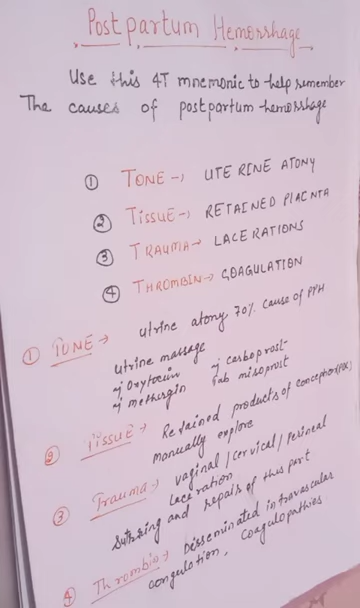 Postpartum Hemorrhage
Use this 4T mnemonic to help remember
The causes of postpartum hemorrhage
① TONE → UTERINE ATONY
② TISSUE → RETAINED PLACNTA
③ TRAUMA → LACERATIONS
④ THROMBIN → COAGULATION
① TONE → utrine atony 70% cause of PPH
utrine massage
inj oxytocin inj carboprost
inj methergin Tab misoprost
② TISSUE → Retained products of conception (POC)
manually explore
③ Trauma → vaginal / cervical / Perineal
laceration
suturing and repair of this part
④ Thrombin → Disseminated intravascular
coagulation, coagulopathies.